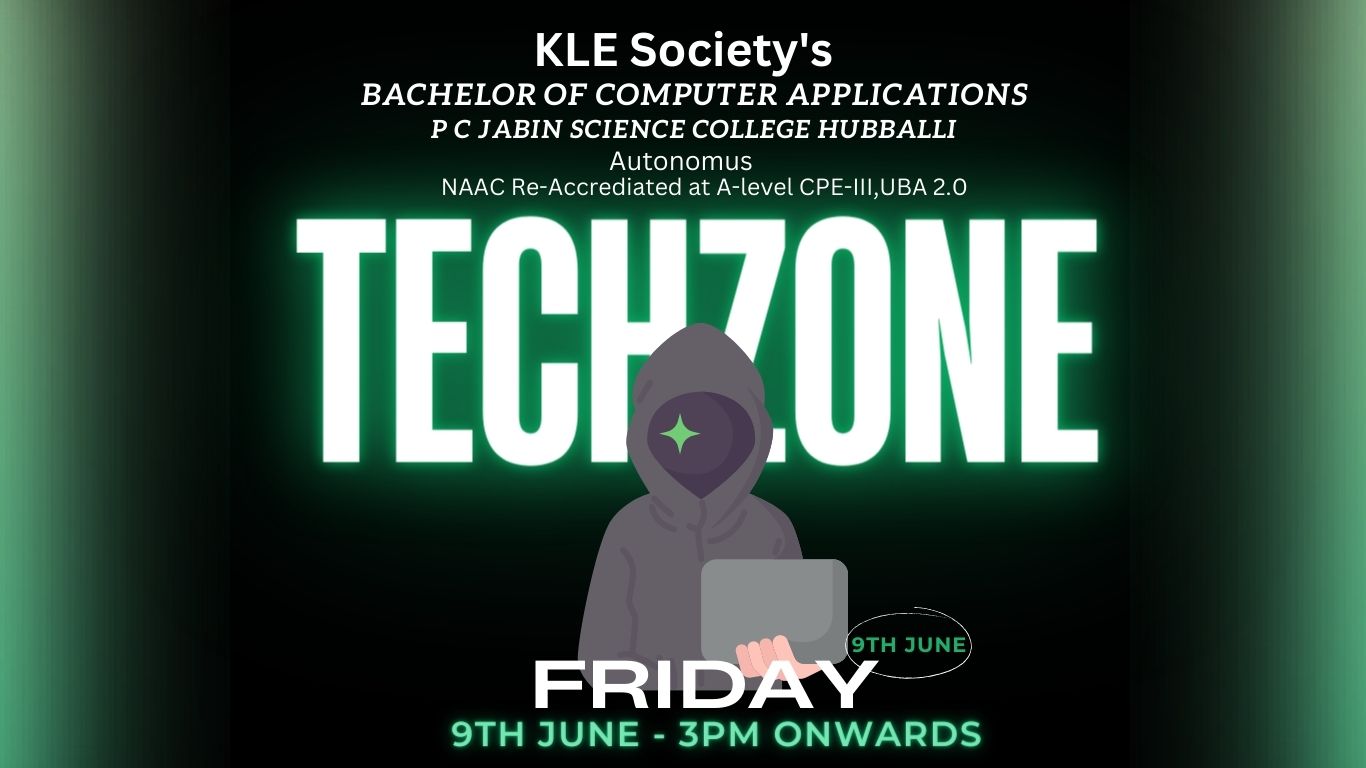 KLE Society's
BACHELOR OF COMPUTER APPLICATIONS
P C JABIN SCIENCE COLLEGE HUBBALLI
Autonomus
NAAC Re-Accrediated at A-level CPE-III,UBA 2.0
TECHZONE
9TH JUNE
FRIDAY
9TH JUNE - 3PM ONWARDS